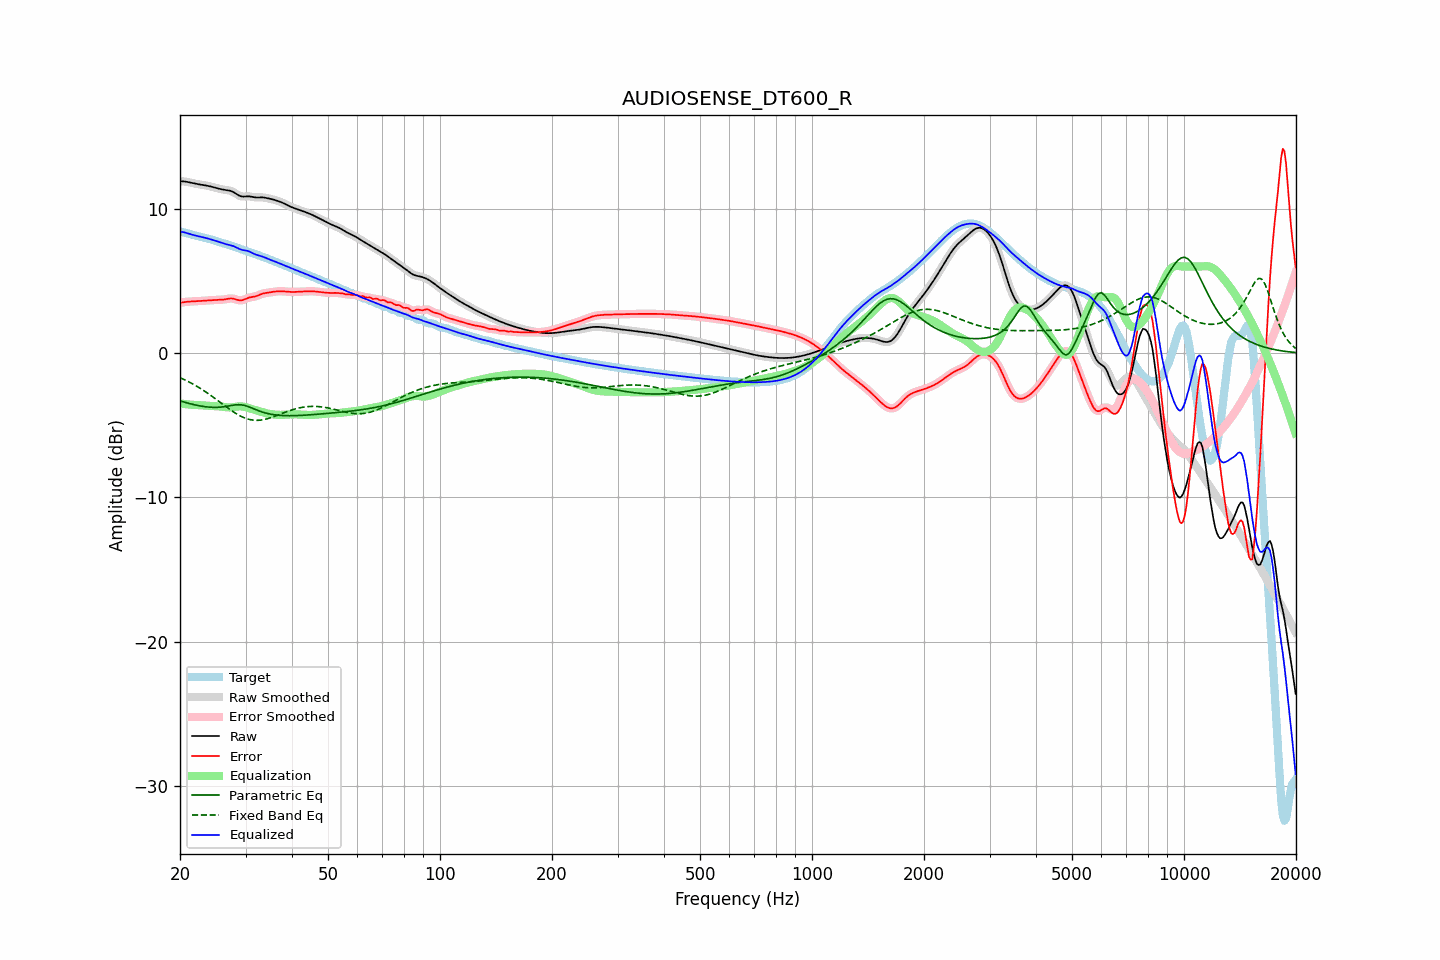 AUDIOSENSE_DT600_R
Amplitude (dBr)
10
0
−10
−20
−30
Target
Raw Smoothed
Error Smoothed
Raw
Error
Equalization
Parametric Eq
Fixed Band Eq
Equalized
20 50 100 200 500 1000 2000 5000 10000 20000
Frequency (Hz)